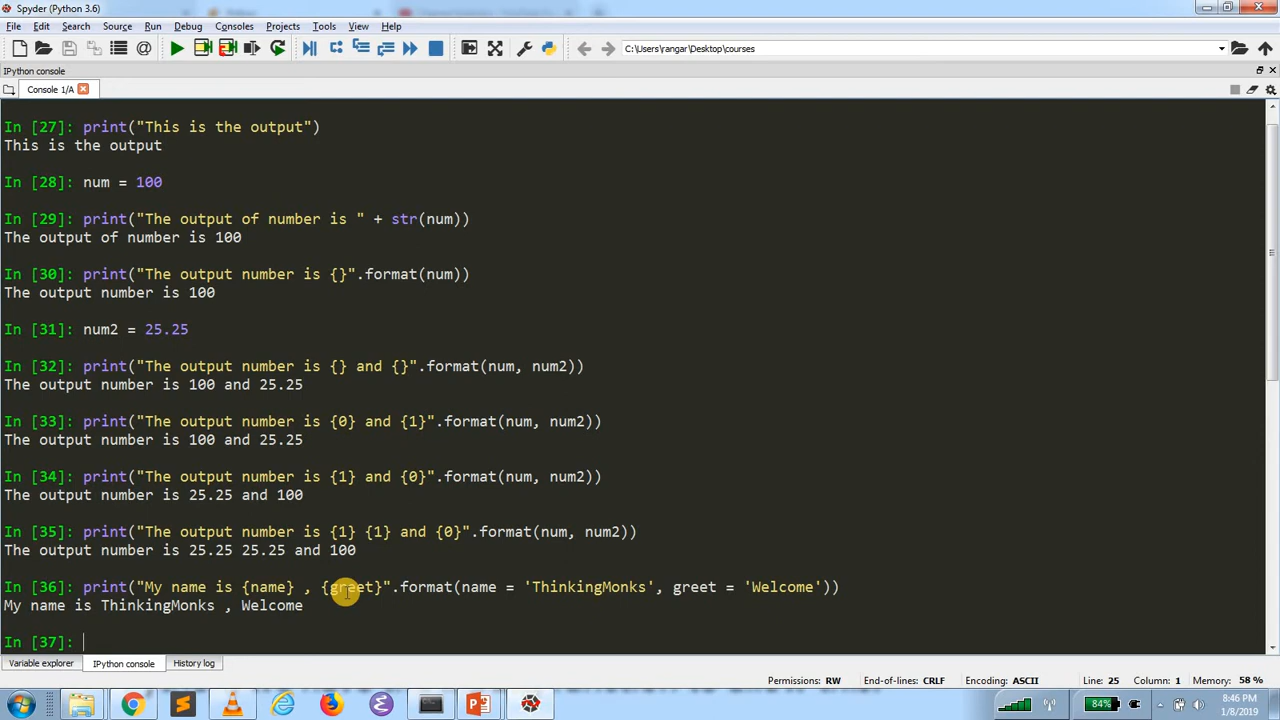 Spyder (Python 3.6)
File Edit Search Source Run Debug Consoles Projects Tools View Help
C:\Users\rangar\Desktop\courses
IPython console
Console 1/A
In [27]: print("This is the output")
This is the output
In [28]: num = 100
In [29]: print("The output of number is " + str(num))
The output of number is 100
In [30]: print("The output number is {}".format(num))
The output number is 100
In [31]: num2 = 25.25
In [32]: print("The output number is {} and {}".format(num, num2))
The output number is 100 and 25.25
In [33]: print("The output number is {0} and {1}".format(num, num2))
The output number is 100 and 25.25
In [34]: print("The output number is {1} and {0}".format(num, num2))
The output number is 25.25 and 100
In [35]: print("The output number is {1} {1} and {0}".format(num, num2))
The output number is 25.25 25.25 and 100
In [36]: print("My name is {name} , {greet}".format(name = 'ThinkingMonks', greet = 'Welcome'))
My name is ThinkingMonks , Welcome
In [37]:
Variable explorer IPython console History log
Permissions: RW End-of-lines: CRLF Encoding: ASCII Line: 25 Column: 1 Memory: 58 %
84% 8:46 PM
1/8/2019